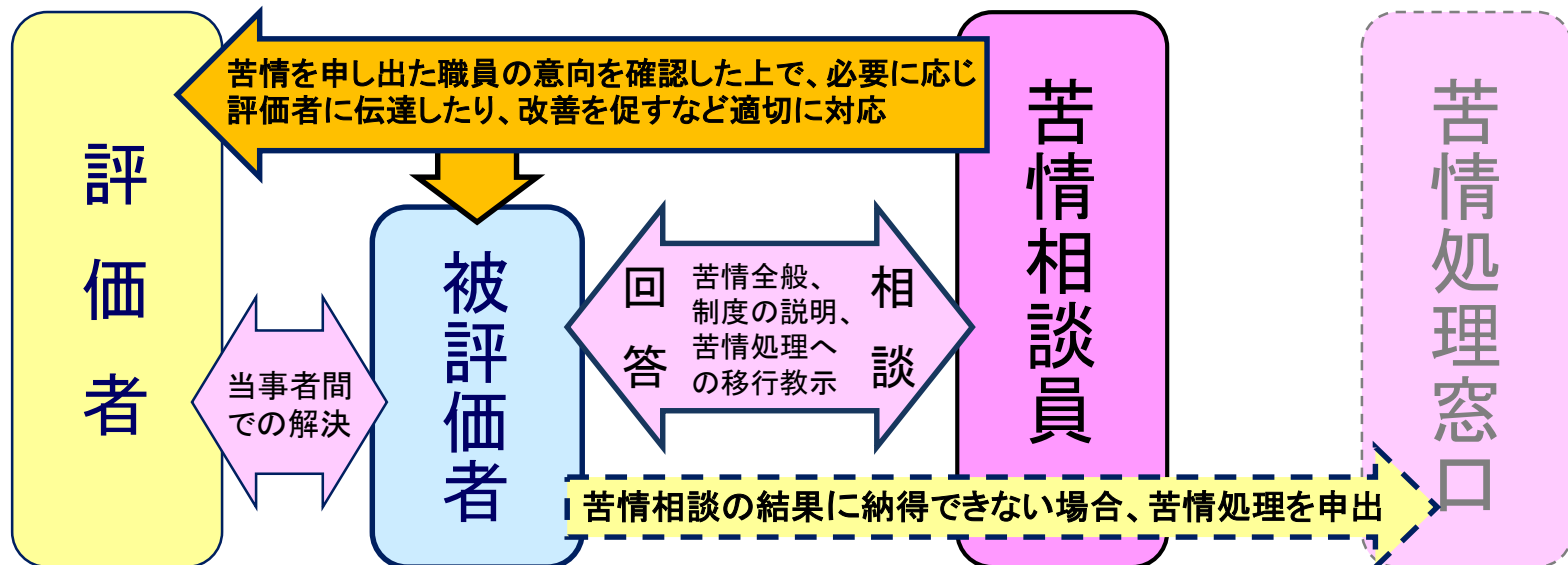 苦情を申し出た職員の意向を確認した上で、必要に応じ
評価者に伝達したり、改善を促すなど適切に対応
評価者
当事者間
での解決
被評価者
回答
苦情全般、
制度の説明、
苦情処理へ
の移行教示
相談
苦情相談員
苦情処理窓口
苦情相談の結果に納得できない場合、苦情処理を申出